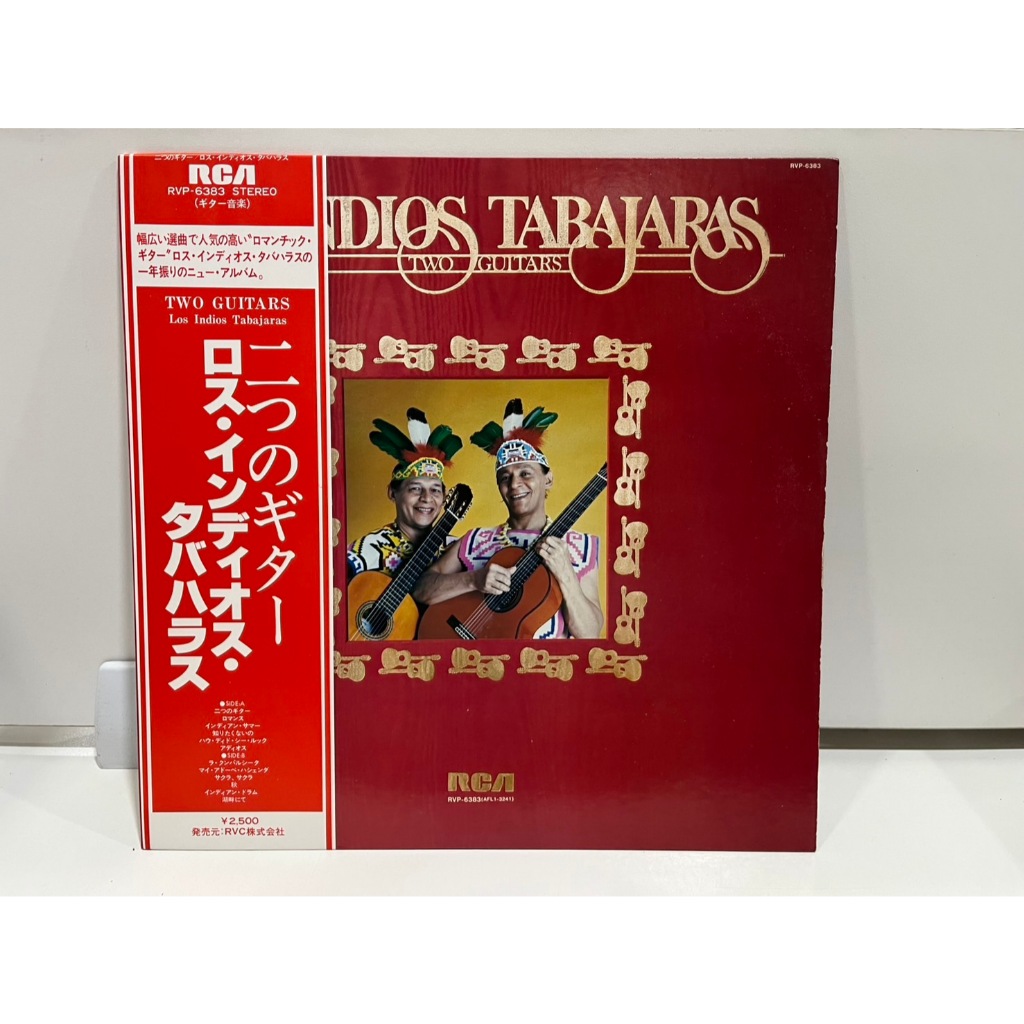 二つのギター/ロス・インディオス・タバハラス
RCA
RVP-6383 STEREO
(ギター音楽)
幅広い選曲で人気の高い“ロマンチック・
ギター”ロス・インディオス・タバハラスの
一年振りのニュー・アルバム。
TWO GUITARS
Los Indios Tabajaras
二つのギター
ロス・インディオス・
タバハラス
●SIDE:A
二つのギター
ロマンス
インディアン・サマー
知りたくないの
ハウ・ディド・シー・ルック
アディオス
●SIDE:B
ラ・クンパルシータ
マイ・アドーベ・ハシェンダ
サクラ、サクラ
秋
インディアン・ドラム
湖畔にて
¥2,500
発売元:RVC株式会社
RVP-6383
NDIOS TABAJARAS
TWO GUITARS
RCA
RVP-6383(AFL1-3241)